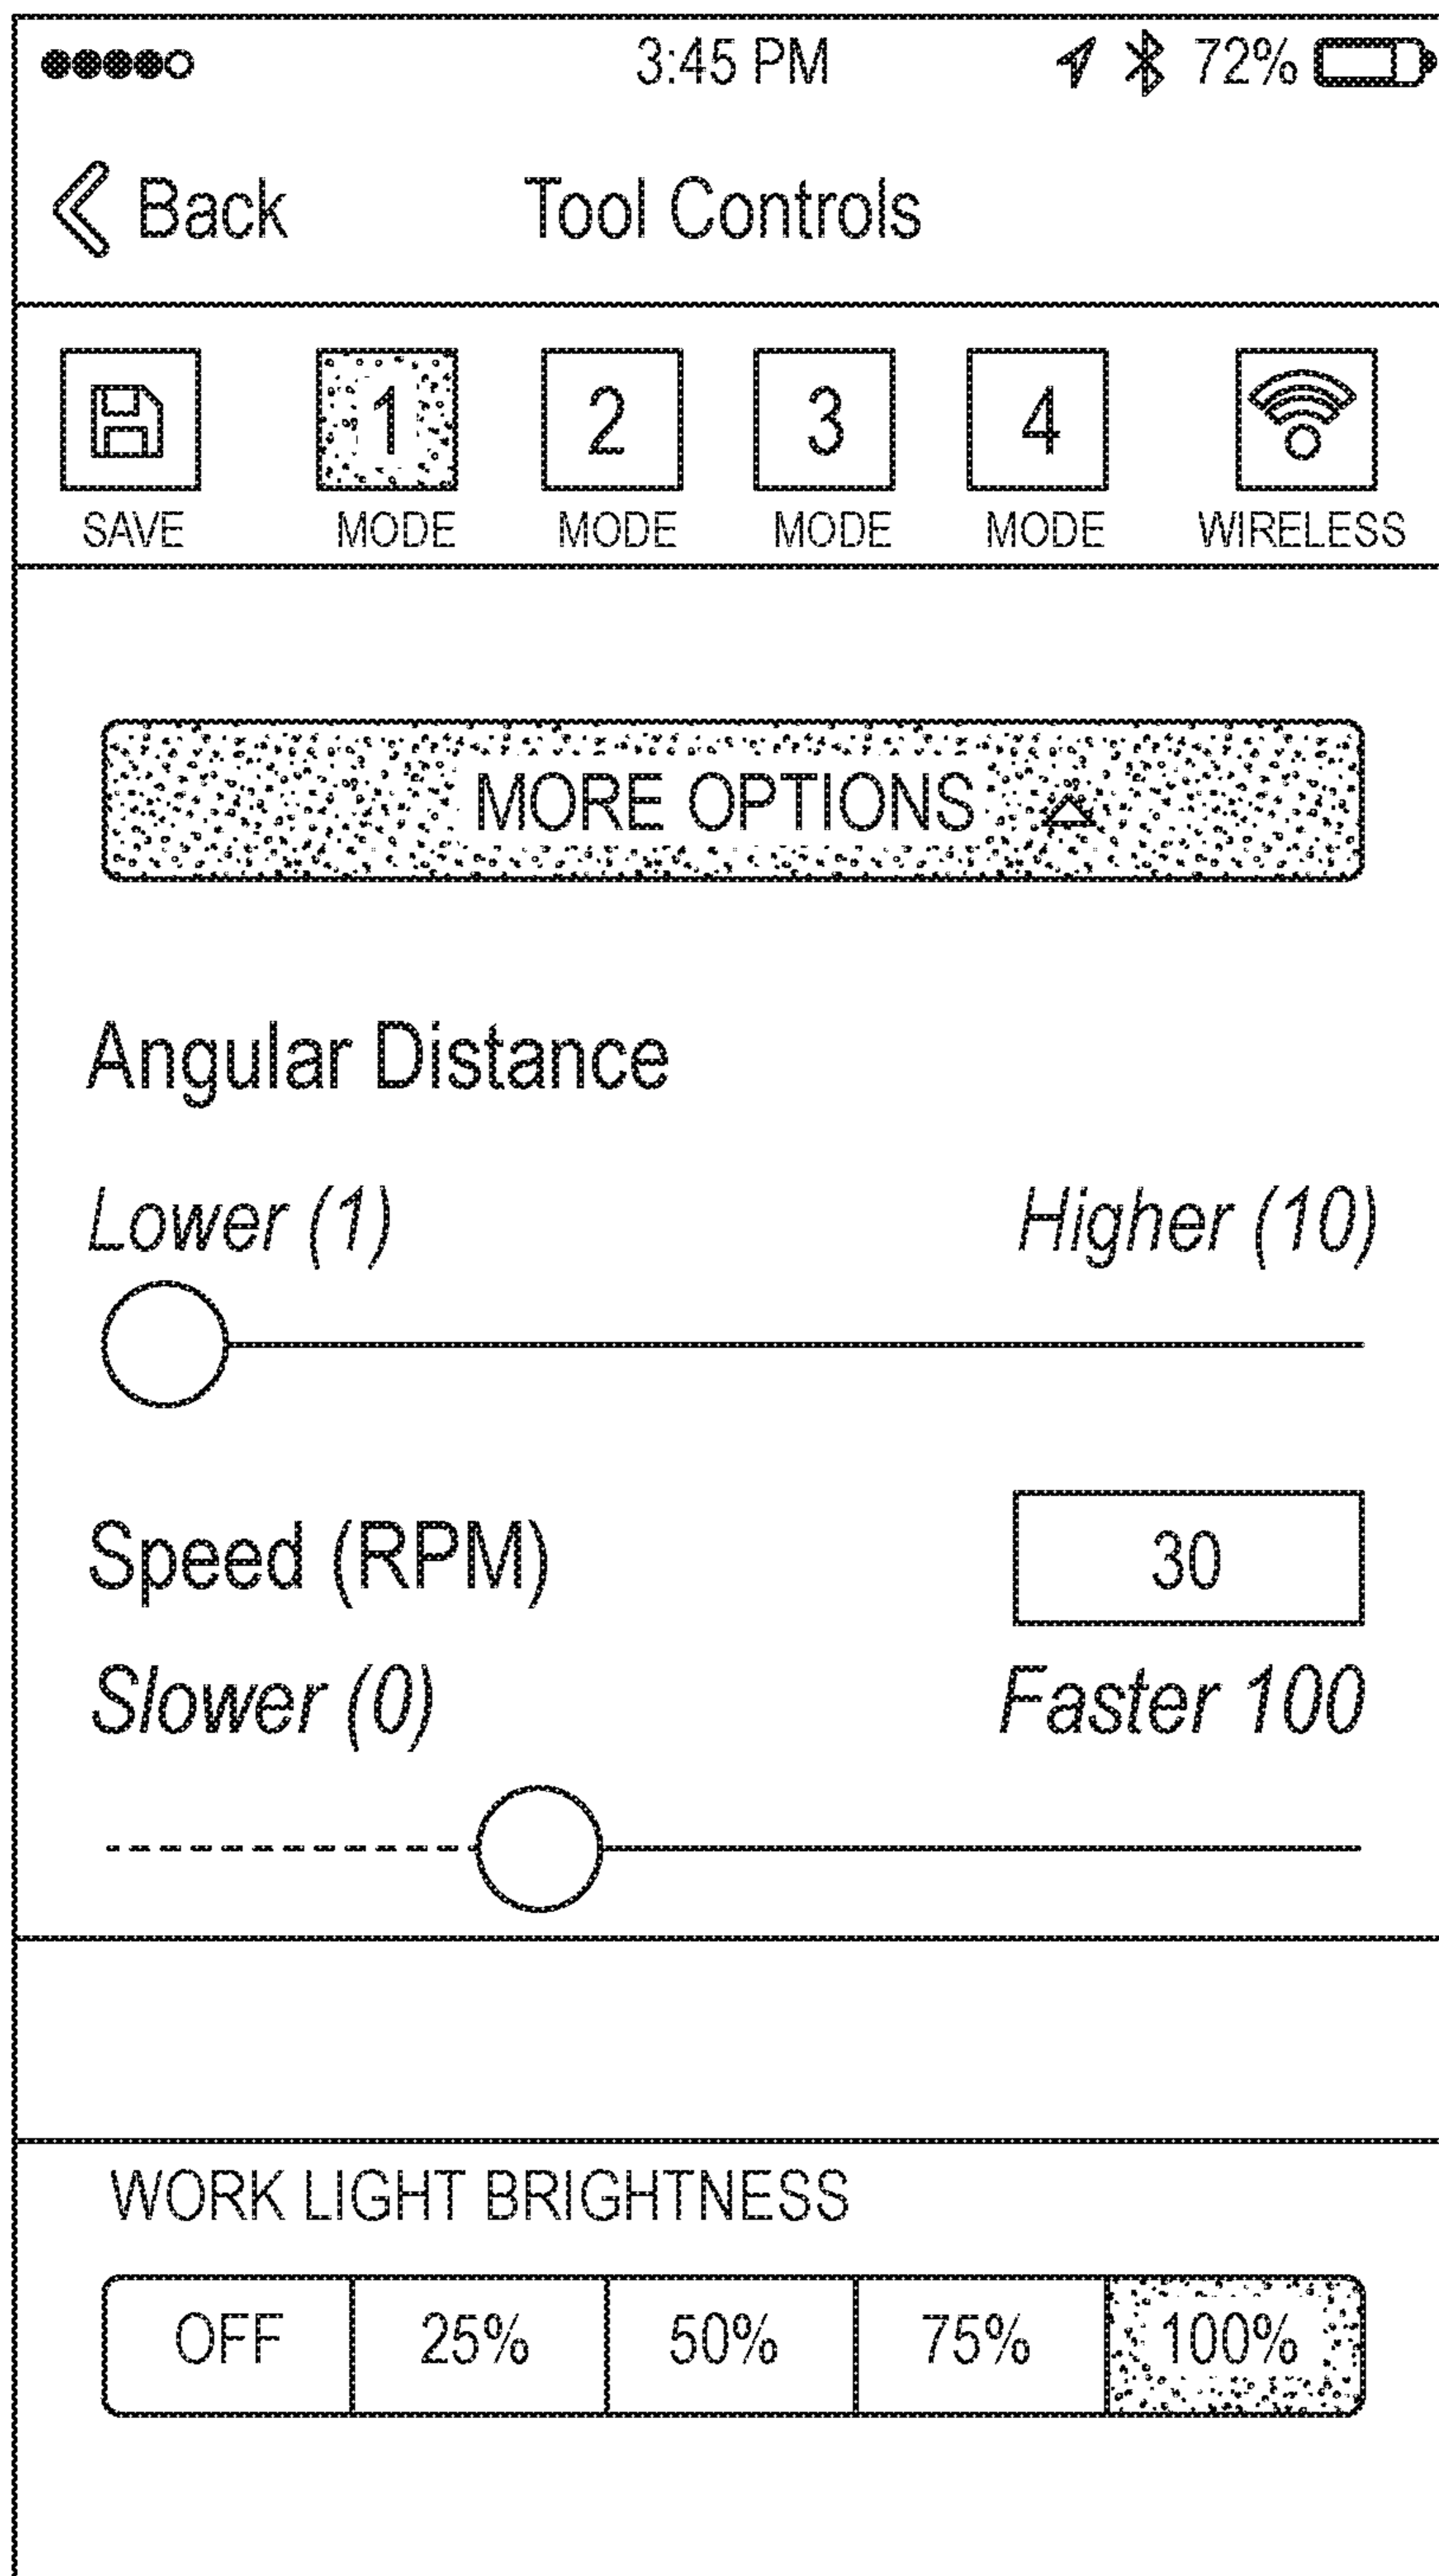 3:45 PM 72%
Back Tool Controls
1 2 3 4
SAVE MODE MODE MODE MODE WIRELESS
MORE OPTIONS
Angular Distance
Lower (1) Higher (10)
Speed (RPM) 30
Slower (0) Faster 100
WORK LIGHT BRIGHTNESS
OFF 25% 50% 75% 100%